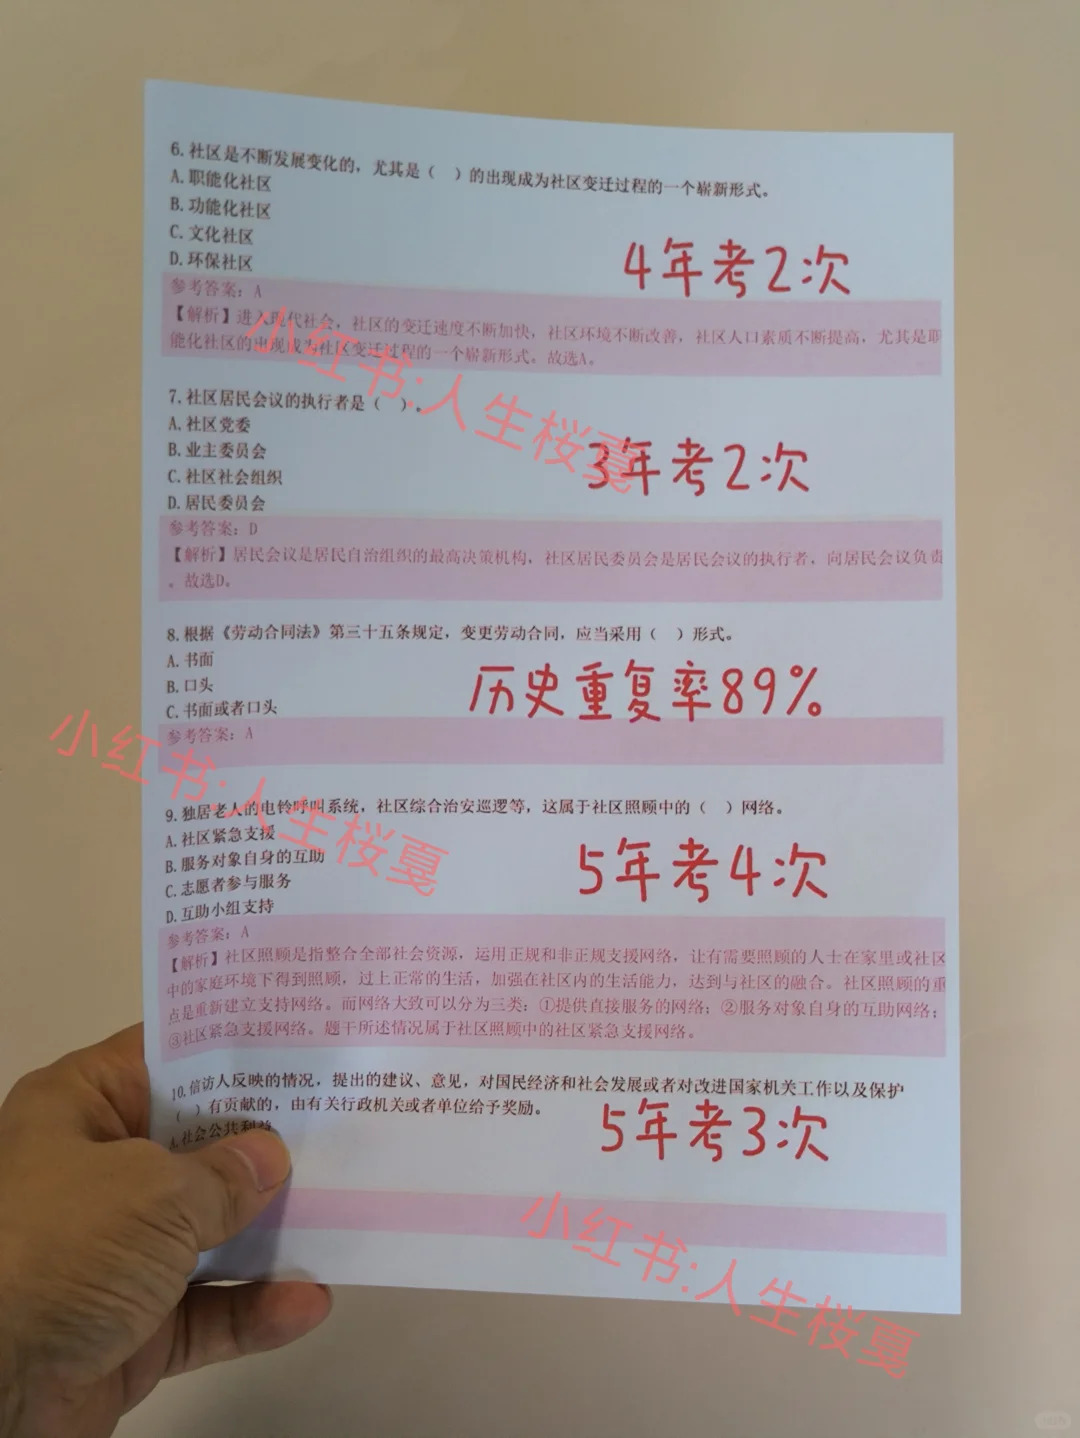 6. 社区是不断发展变化的，尤其是（　）的出现成为社区变迁过程的一个崭新形式。
A. 职能化社区
B. 功能化社区
C. 文化社区
D. 环保社区
4年考2次
参考答案：A
【解析】进入现代社会，社区的变迁速度不断加快，社区环境不断改善，社区人口素质不断提高，尤其是职
能化社区的出现成为社区变迁过程的一个崭新形式。故选A。
小红书:人生桜戛
7. 社区居民会议的执行者是（　）。
A. 社区党委
B. 业主委员会
C. 社区社会组织
D. 居民委员会
3年考2次
参考答案：D
【解析】居民会议是居民自治组织的最高决策机构，社区居民委员会是居民会议的执行者，向居民会议负责
。故选D。
8. 根据《劳动合同法》第三十五条规定，变更劳动合同，应当采用（　）形式。
A. 书面
B. 口头
C. 书面或者口头
历史重复率89%
参考答案：A
小红书:人生桜戛
9. 独居老人的电铃呼叫系统，社区综合治安巡逻等，这属于社区照顾中的（　）网络。
A. 社区紧急支援
B. 服务对象自身的互助
C. 志愿者参与服务
D. 互助小组支持
5年考4次
参考答案：A
【解析】社区照顾是指整合全部社会资源，运用正规和非正规支援网络，让有需要照顾的人士在家里或社区
中的家庭环境下得到照顾，过上正常的生活，加强在社区内的生活能力，达到与社区的融合。社区照顾的重
点是重新建立支持网络。而网络大致可以分为三类：①提供直接服务的网络；②服务对象自身的互助网络；
③社区紧急支援网络。题干所述情况属于社区照顾中的社区紧急支援网络。
10. 信访人反映的情况，提出的建议、意见，对国民经济和社会发展或者对改进国家机关工作以及保护
（　）有贡献的，由有关行政机关或者单位给予奖励。
A. 社会公共利益
5年考3次
小红书:人生桜戛